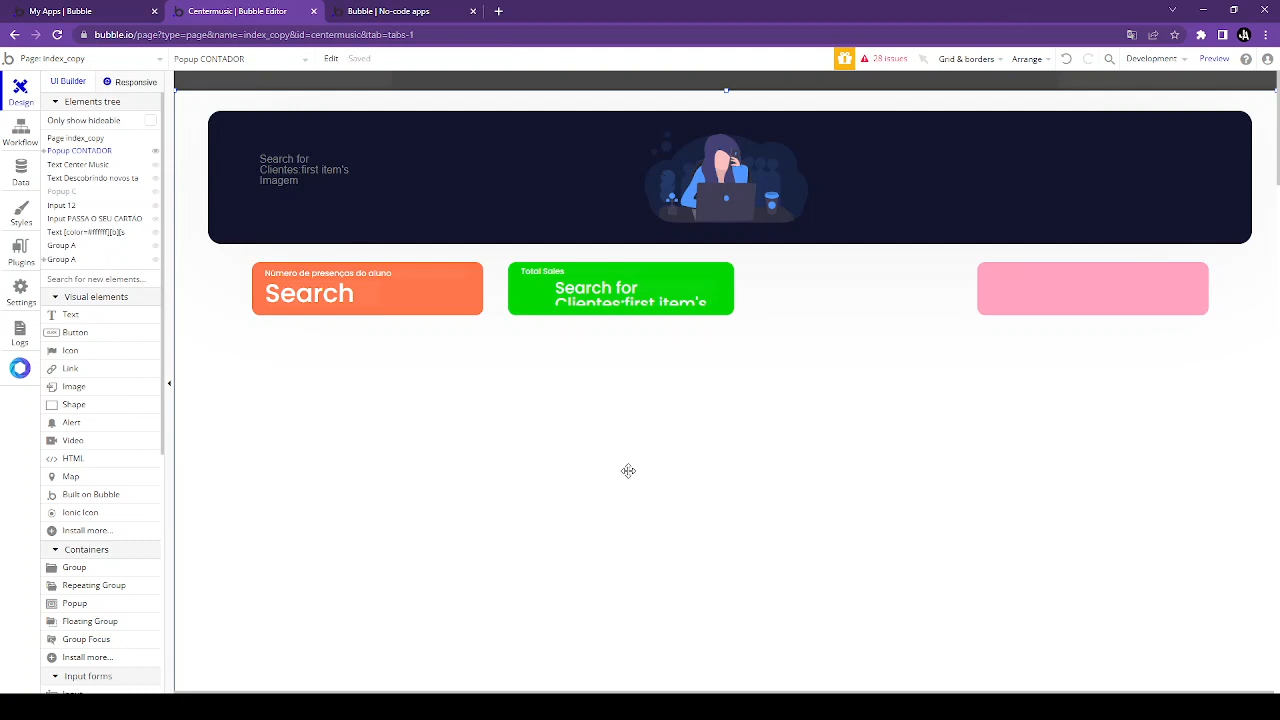 My Apps | Bubble
Centermusic | Bubble Editor
Bubble | No-code apps
bubble.io/page?type=page&name=index_copy&id=centermusic&tab=tabs-1
Page: index_copy
Popup CONTADOR
Edit
Saved
28 issues
Grid & borders
Arrange
Development
Preview
Design
Workflow
Data
Styles
Plugins
Settings
Logs
UI Builder
Responsive
Elements tree
Only show hideable
Page index_copy
Popup CONTADOR
Text Center Music
Text Descobrindo novos ta
Popup C
Input 12
Input PASSA O SEU CARTÃO
Text [color=#ffffff][b][s
Group A
Group A
Search for new elements...
Visual elements
Text
CLICK
Button
Icon
Link
Image
Shape
Alert
Video
HTML
Map
Built on Bubble
Ionic Icon
Install more...
Containers
Group
Repeating Group
Popup
Floating Group
Group Focus
Install more...
Input forms
Search for
Clientes:first item's
Imagem
Número de presenças do aluno
Search
Total Sales
Search for
Clientes:first item's